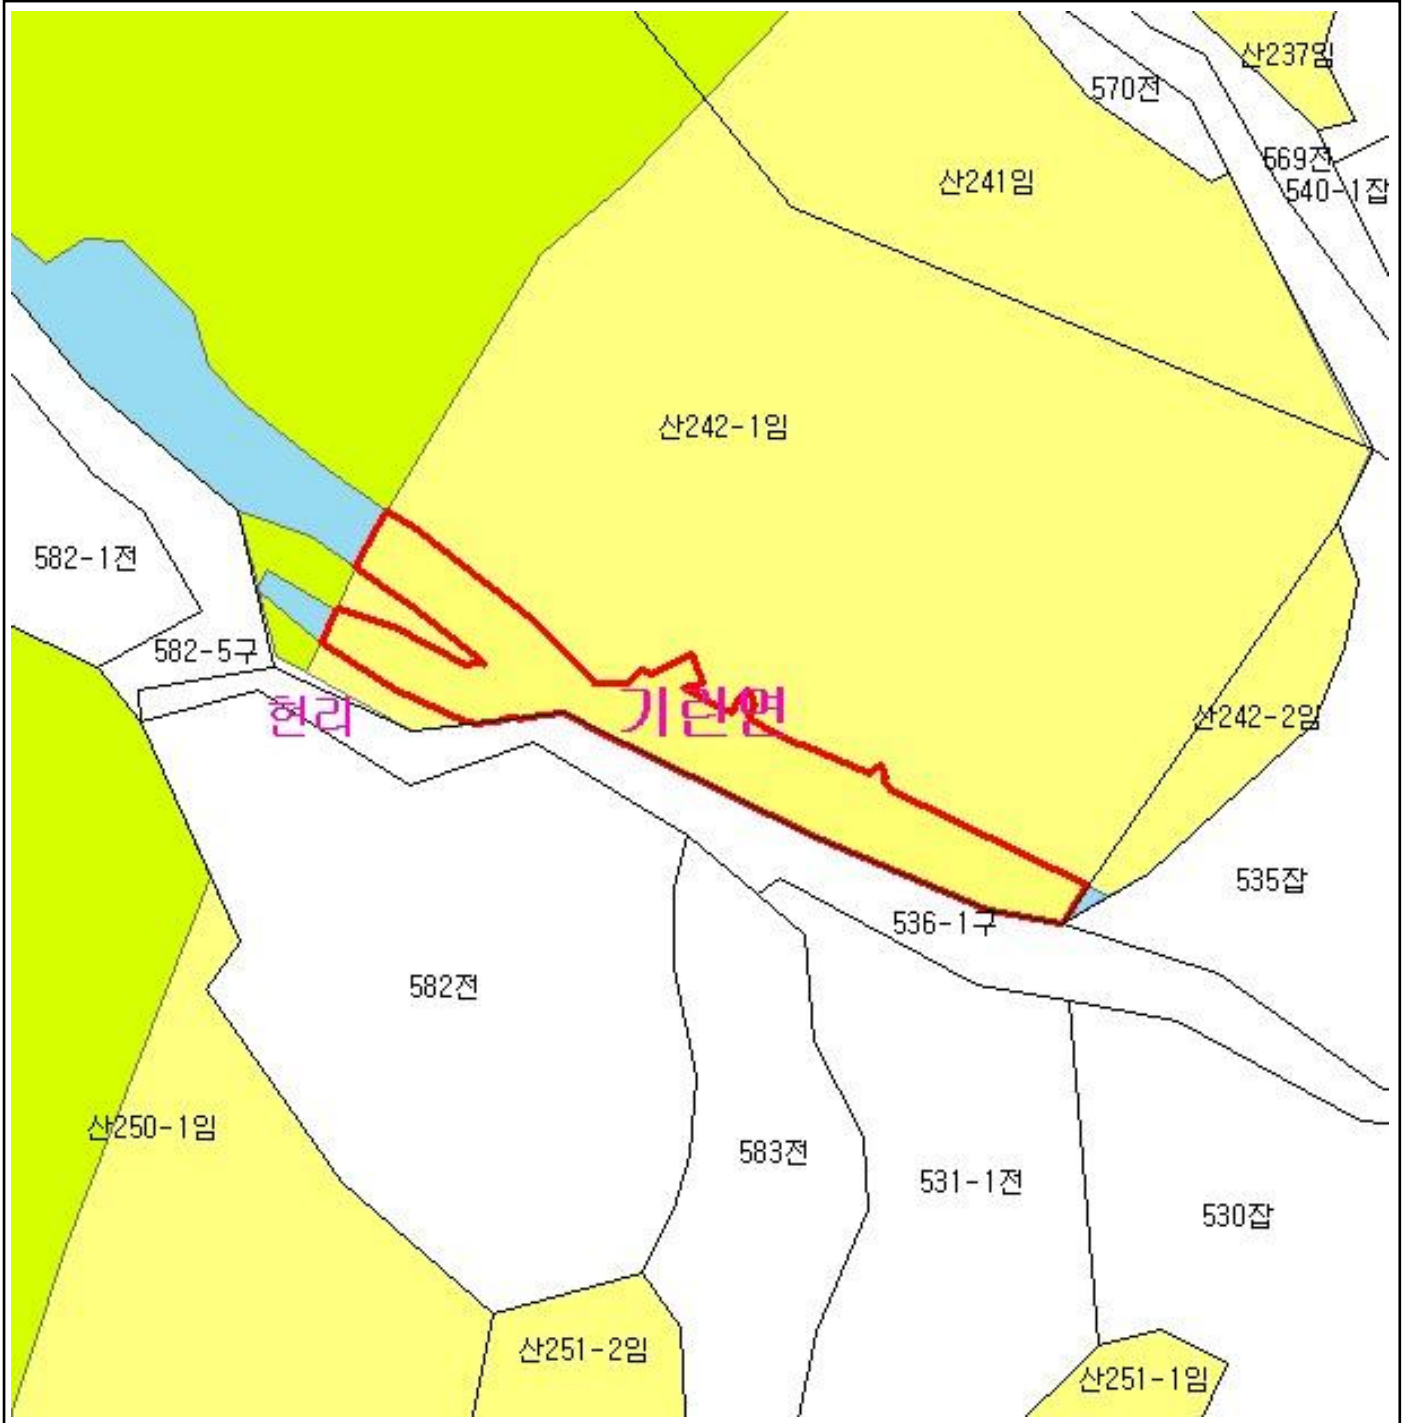 산237임
570전
569전
산241임
540-1잡
산242-1임
582-1전
582-5구
현리
기린면
산242-2임
535잡
536-1구
582전
산250-1임
583전
531-1전
530잡
산251-2임
산251-1임